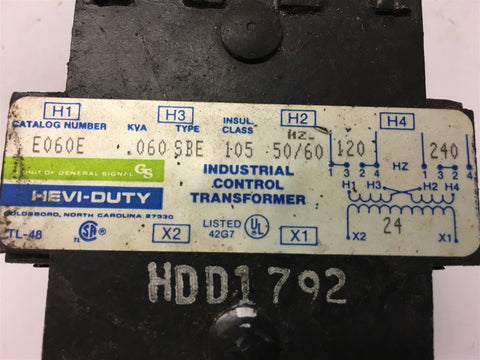 H1 H3 H2 H4
CATALOG NUMBER KVA TYPE INSUL. CLASS HZ
E060E .060 SBE 105 50/60 120 240
1 3 2 4 HZ 1 3 2 4
UNIT OF GENERAL SIGNAL GS
INDUSTRIAL
CONTROL
TRANSFORMER
H1 H3 H2 H4
HEVI-DUTY
GOLDSBORO, NORTH CAROLINA 27530
24
X2 X1
TL-48 SA TL X2 LISTED 42G7 UL X1
HDD1792